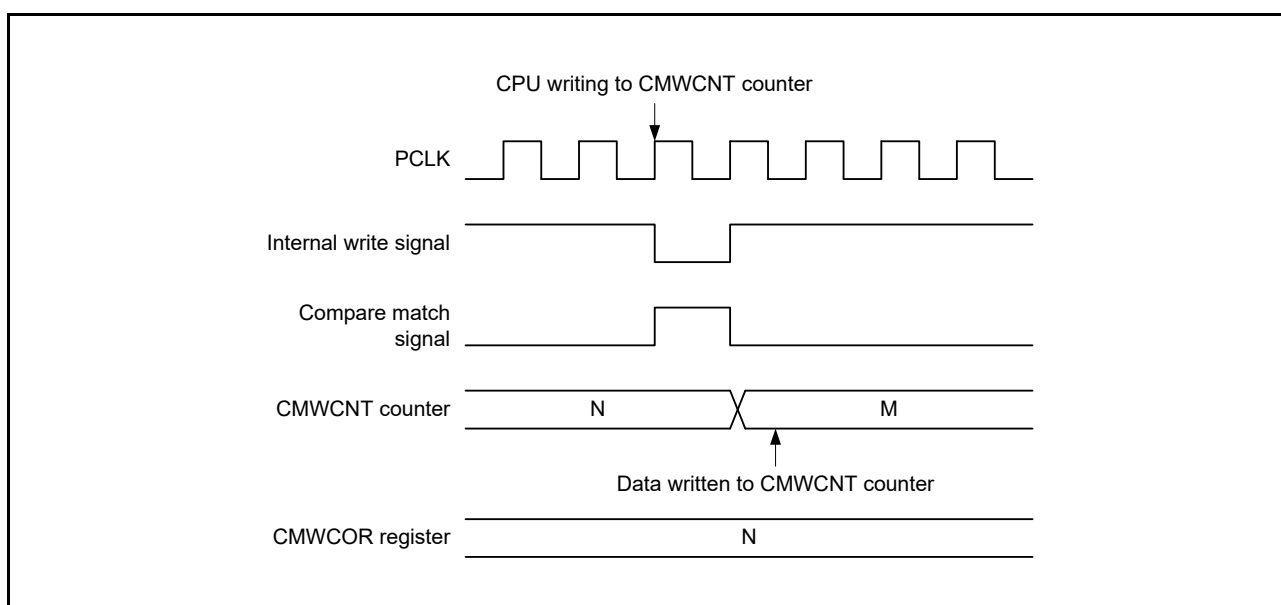 CPU writing to CMWCNT counter
PCLK
Internal write signal
Compare match
signal
CMWCNT counter
N
M
Data written to CMWCNT counter
CMWCOR register
N